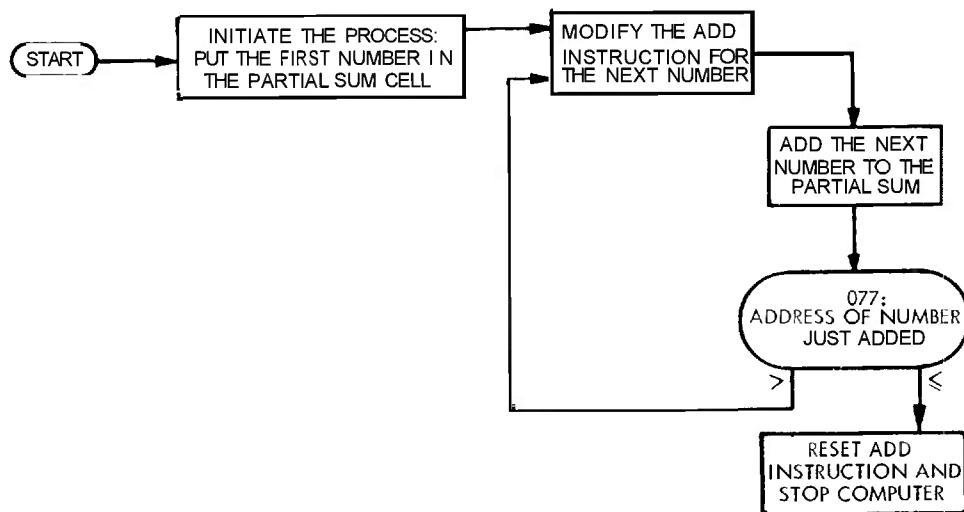 START
INITIATE THE PROCESS:
PUT THE FIRST NUMBER IN
THE PARTIAL SUM CELL
MODIFY THE ADD
INSTRUCTION FOR
THE NEXT NUMBER
ADD THE NEXT
NUMBER TO THE
PARTIAL SUM
077:
ADDRESS OF NUMBER
JUST ADDED
> ≤
RESET ADD
INSTRUCTION AND
STOP COMPUTER